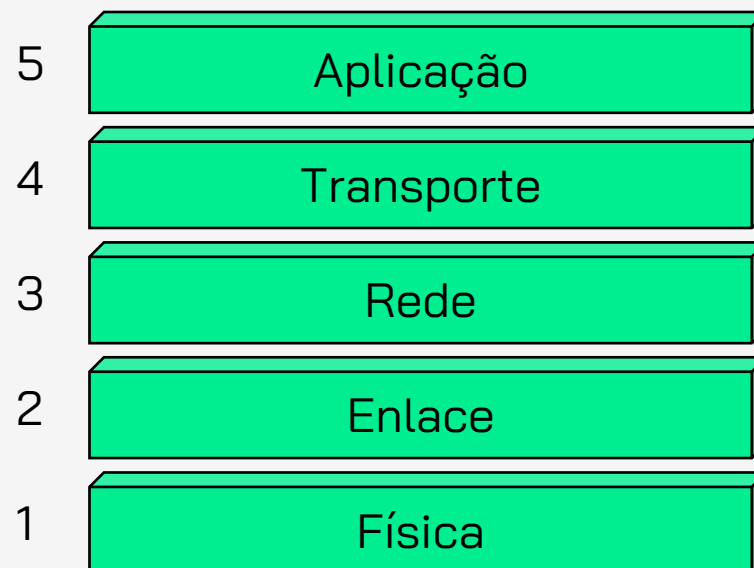 5 Aplicação
4 Transporte
3 Rede
2 Enlace
1 Física